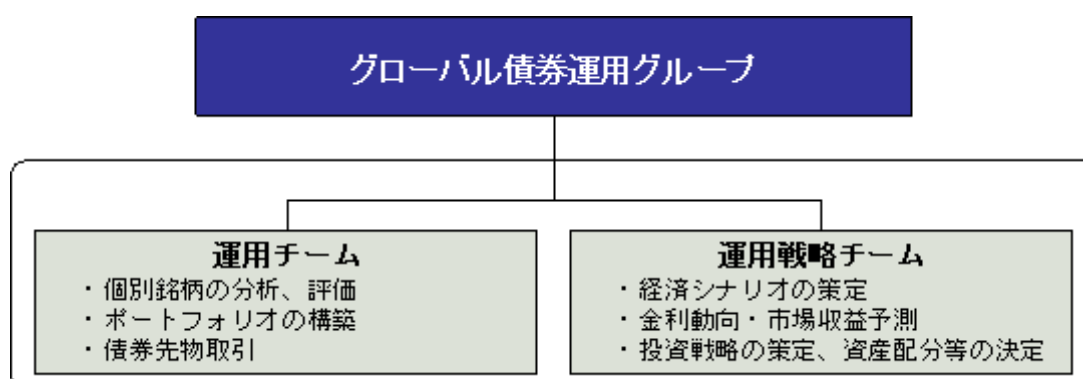 グローバル債券運用グループ
運用チーム
・個別銘柄の分析、評価
・ポートフォリオの構築
・債券先物取引
運用戦略チーム
・経済シナリオの策定
・金利動向・市場収益予測
・投資戦略の策定、資産配分等の決定